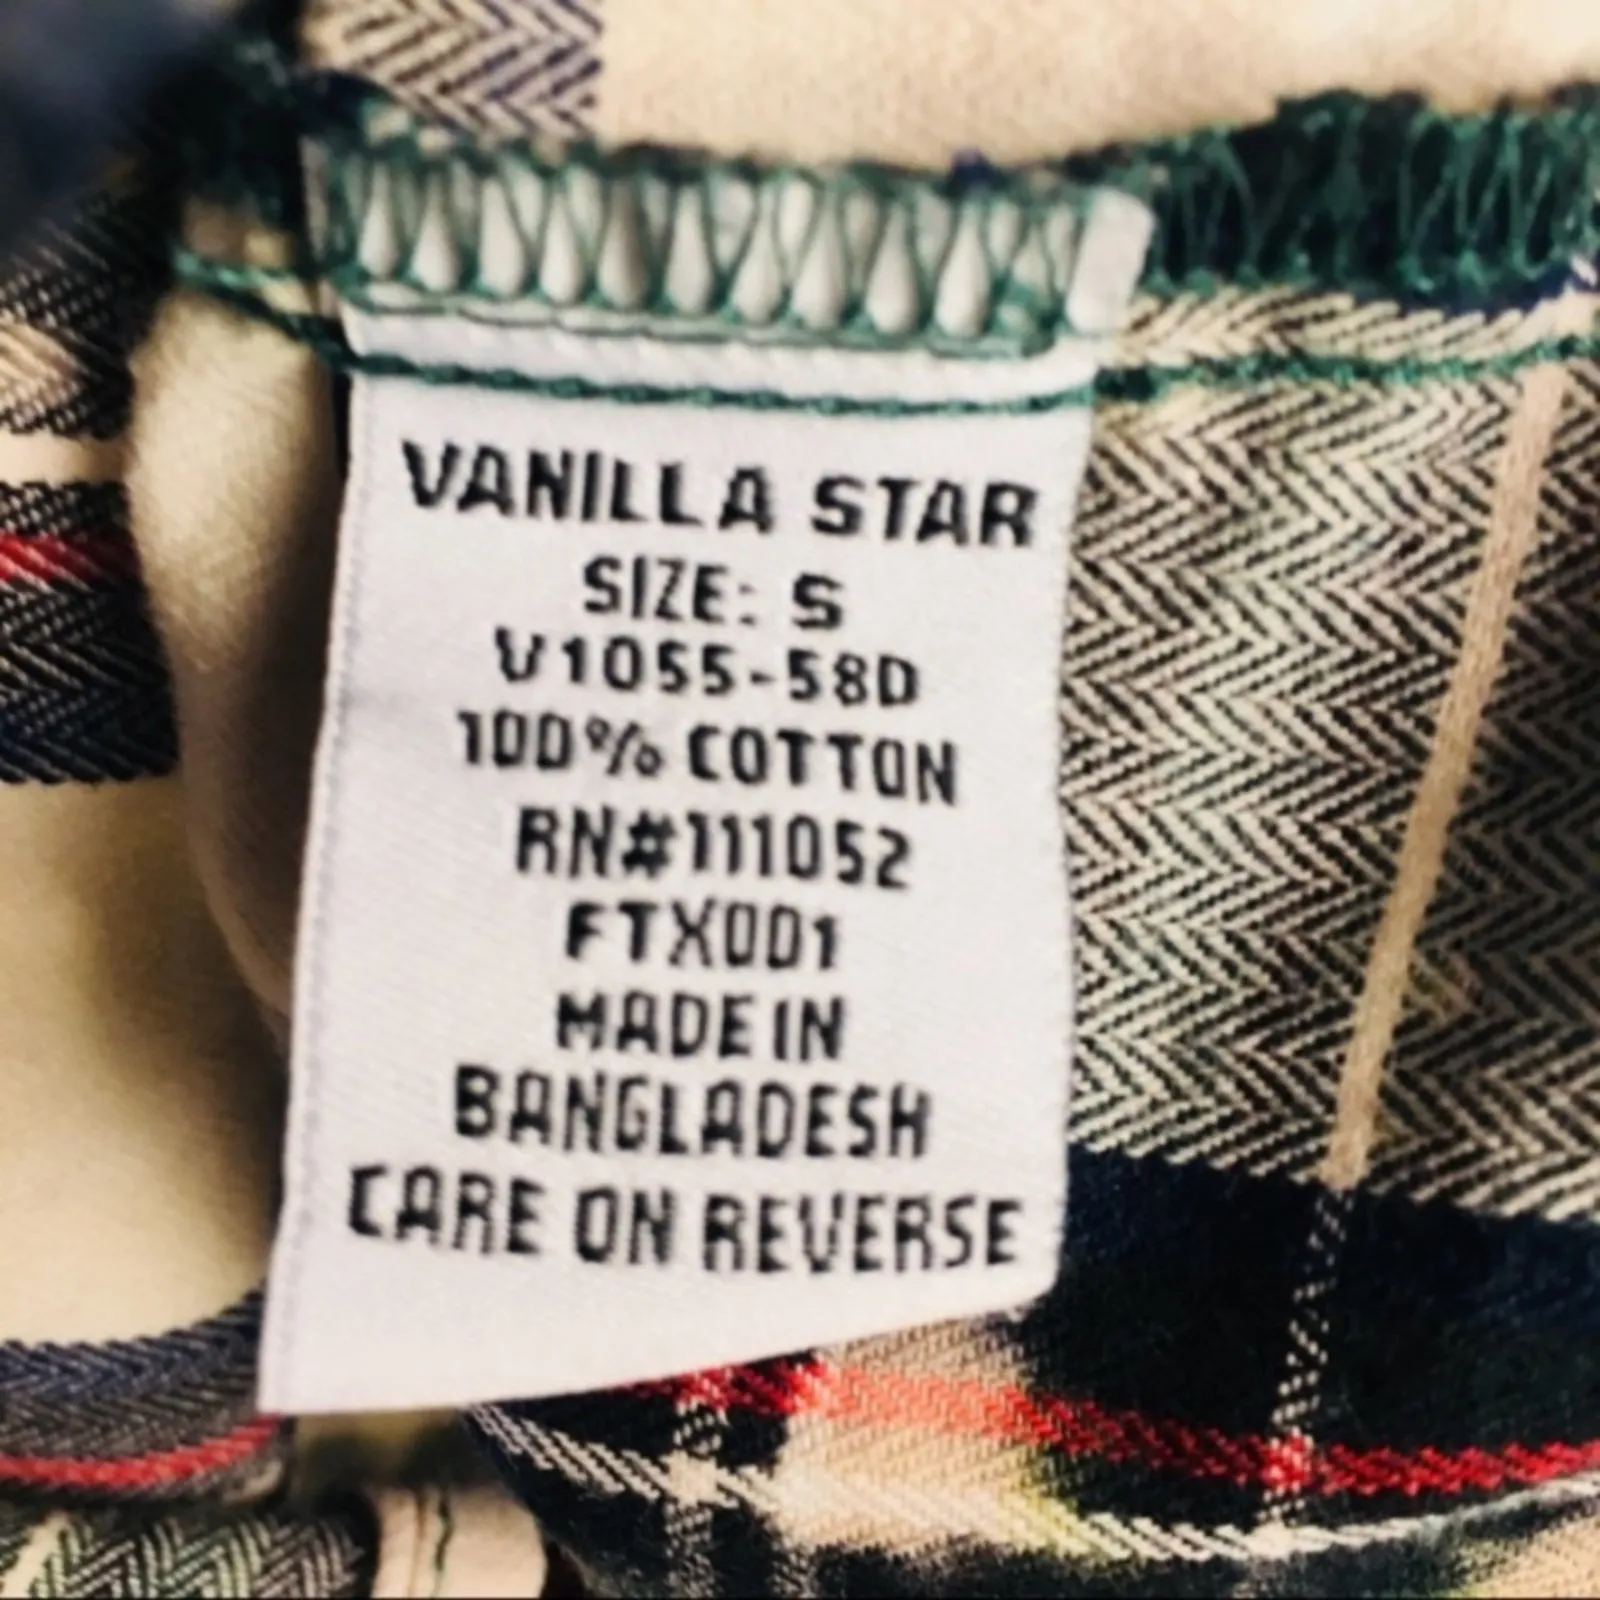 VANILLA STAR
SIZE: S
V1055-58D
100% COTTON
RN#111052
FTX001
MADE IN
BANGLADESH
CARE ON REVERSE